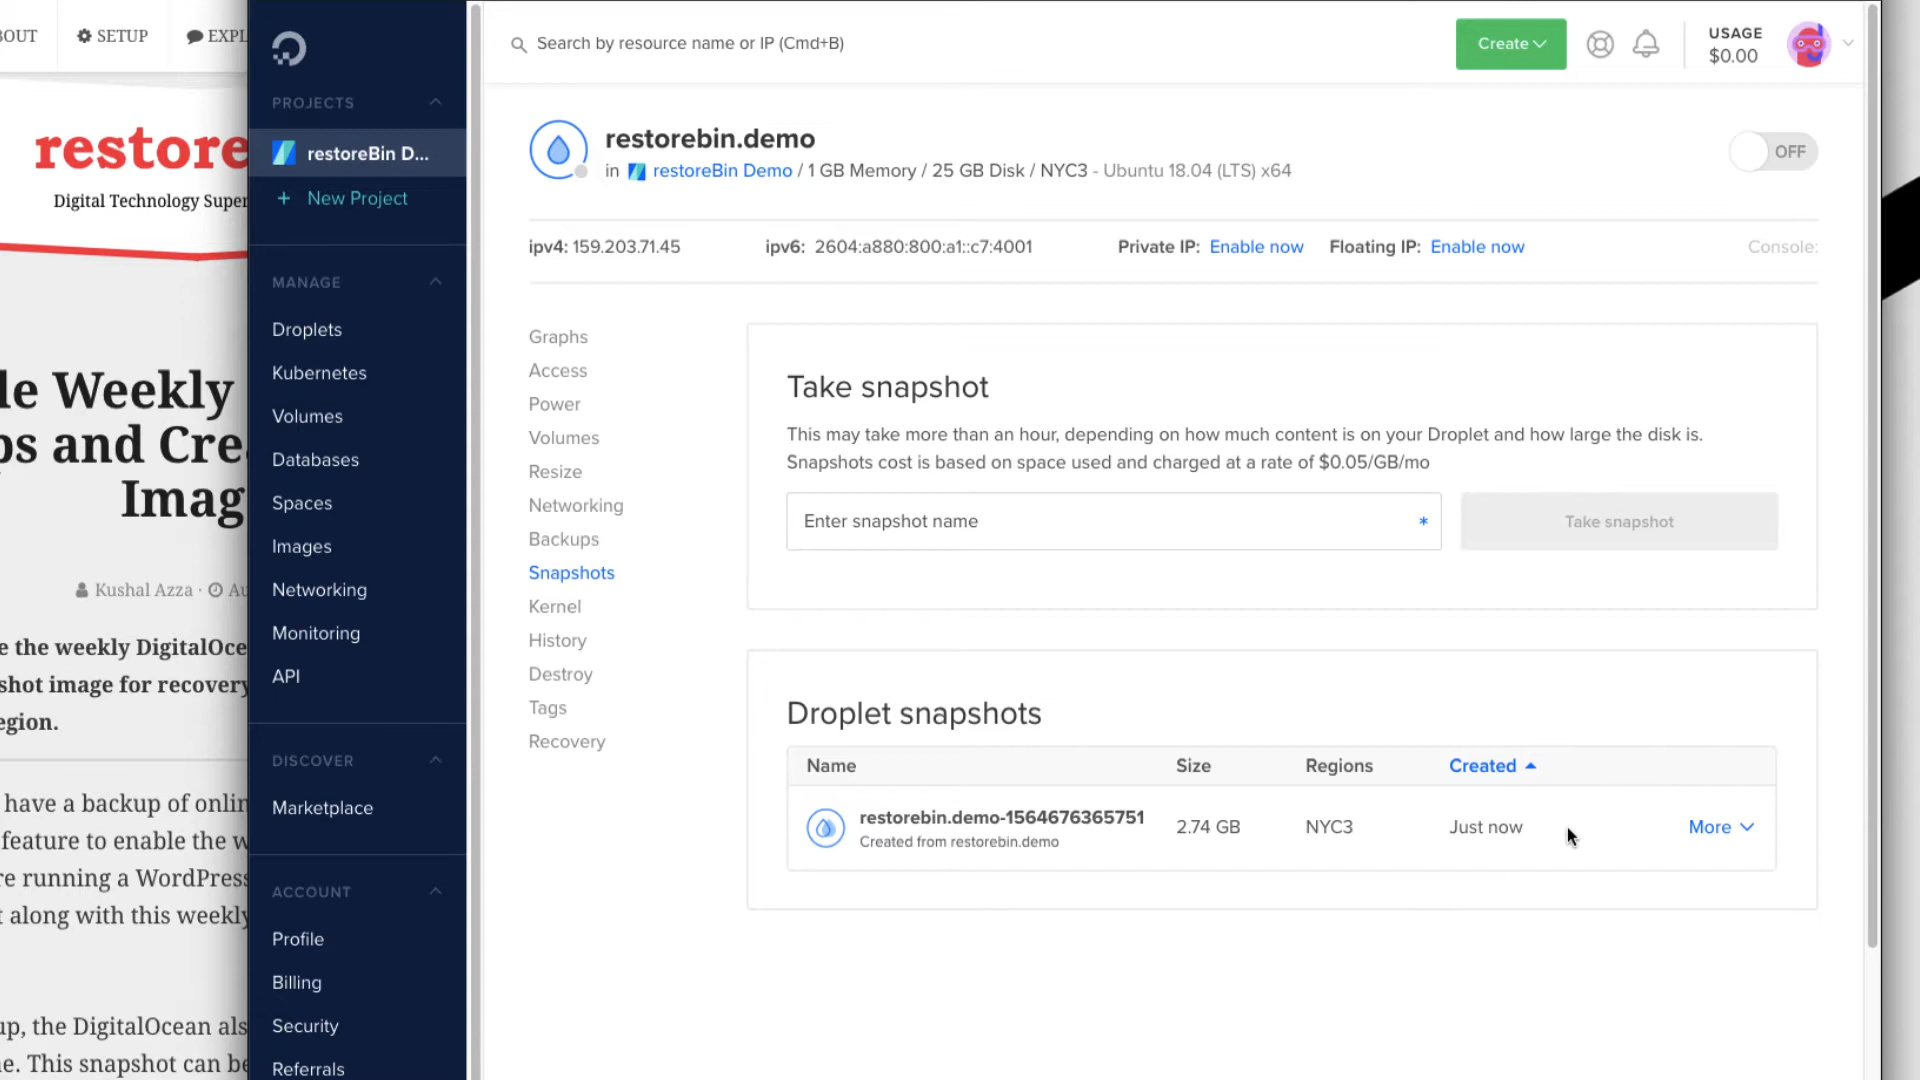 BOUT
SETUP
EXPL
restore
Digital Technology Super
le Weekly
ps and Cre
Imag
Kushal Azza · Au
e the weekly DigitalOce
shot image for recovery
egion.
have a backup of onlin
feature to enable the w
re running a WordPress
t along with this weekly
up, the DigitalOcean als
e. This snapshot can be
PROJECTS
restoreBin D...
+ New Project
MANAGE
Droplets
Kubernetes
Volumes
Databases
Spaces
Images
Networking
Monitoring
API
DISCOVER
Marketplace
ACCOUNT
Profile
Billing
Security
Referrals
Search by resource name or IP (Cmd+B)
Create
USAGE
$0.00
restorebin.demo
in restoreBin Demo / 1 GB Memory / 25 GB Disk / NYC3 - Ubuntu 18.04 (LTS) x64
OFF
ipv4: 159.203.71.45
ipv6: 2604:a880:800:a1::c7:4001
Private IP: Enable now
Floating IP: Enable now
Console:
Graphs
Access
Power
Volumes
Resize
Networking
Backups
Snapshots
Kernel
History
Destroy
Tags
Recovery
Take snapshot
This may take more than an hour, depending on how much content is on your Droplet and how large the disk is.
Snapshots cost is based on space used and charged at a rate of $0.05/GB/mo
Enter snapshot name *
Take snapshot
Droplet snapshots
Name Size Regions Created
restorebin.demo-1564676365751 2.74 GB NYC3 Just now More
Created from restorebin.demo